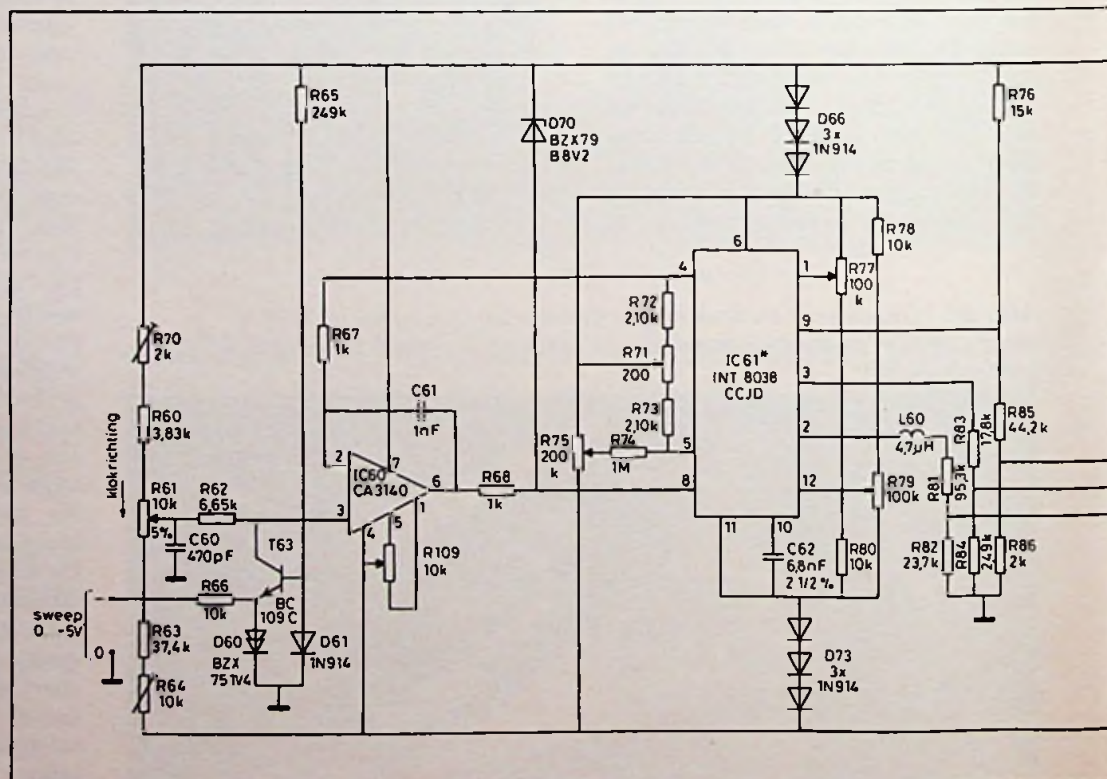 R65
249k
D70
BZX79
B8V2
D66
3x
1N914
R76
15k
6
R78
10k
4
1
R77
100
k
R72
2,10k
R70
2k
R67
1k
R71
200
9
IC61*
INT 8038
CCJD
3
C61
1nF
R60
3,83k
R73
2,10k
R85
44,2k
klokrichting
R75
200
k
R74
1M
5
2
L60
4,7µH
R83
17,8k
R61
10k
5%
R62
6,65k
2
7
IC60
CA3140
6
R68
1k
8
12
R79
100k
R81
95,3k
3
4
5
1
11
10
C60
470pF
T63
BC
109C
R109
10k
C62
6,8nF
2 1/2%
R80
10k
R82
23,7k
R84
2,49k
R86
2k
sweep
0 -5V
R66
10k
0
R63
37,4k
D60
BZX
751V4
D61
1N914
D73
3x
1N914
R64
10k